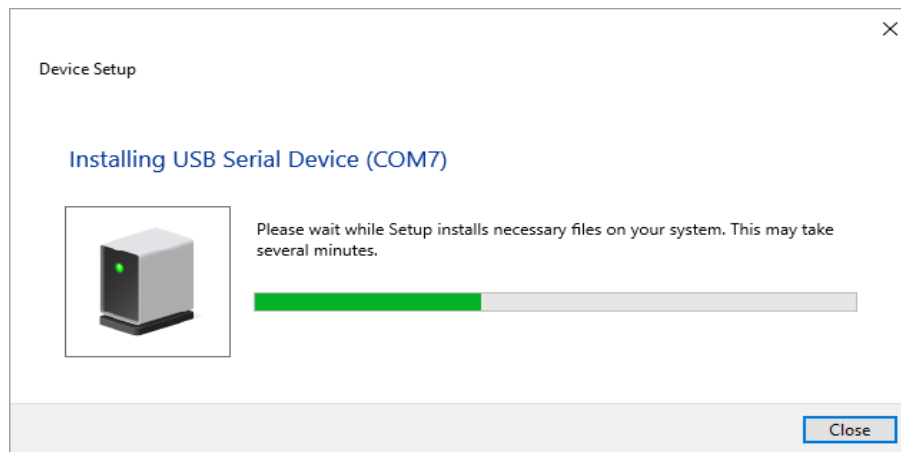 Device Setup
Installing USB Serial Device (COM7)
Please wait while Setup installs necessary files on your system. This may take
several minutes.
Close